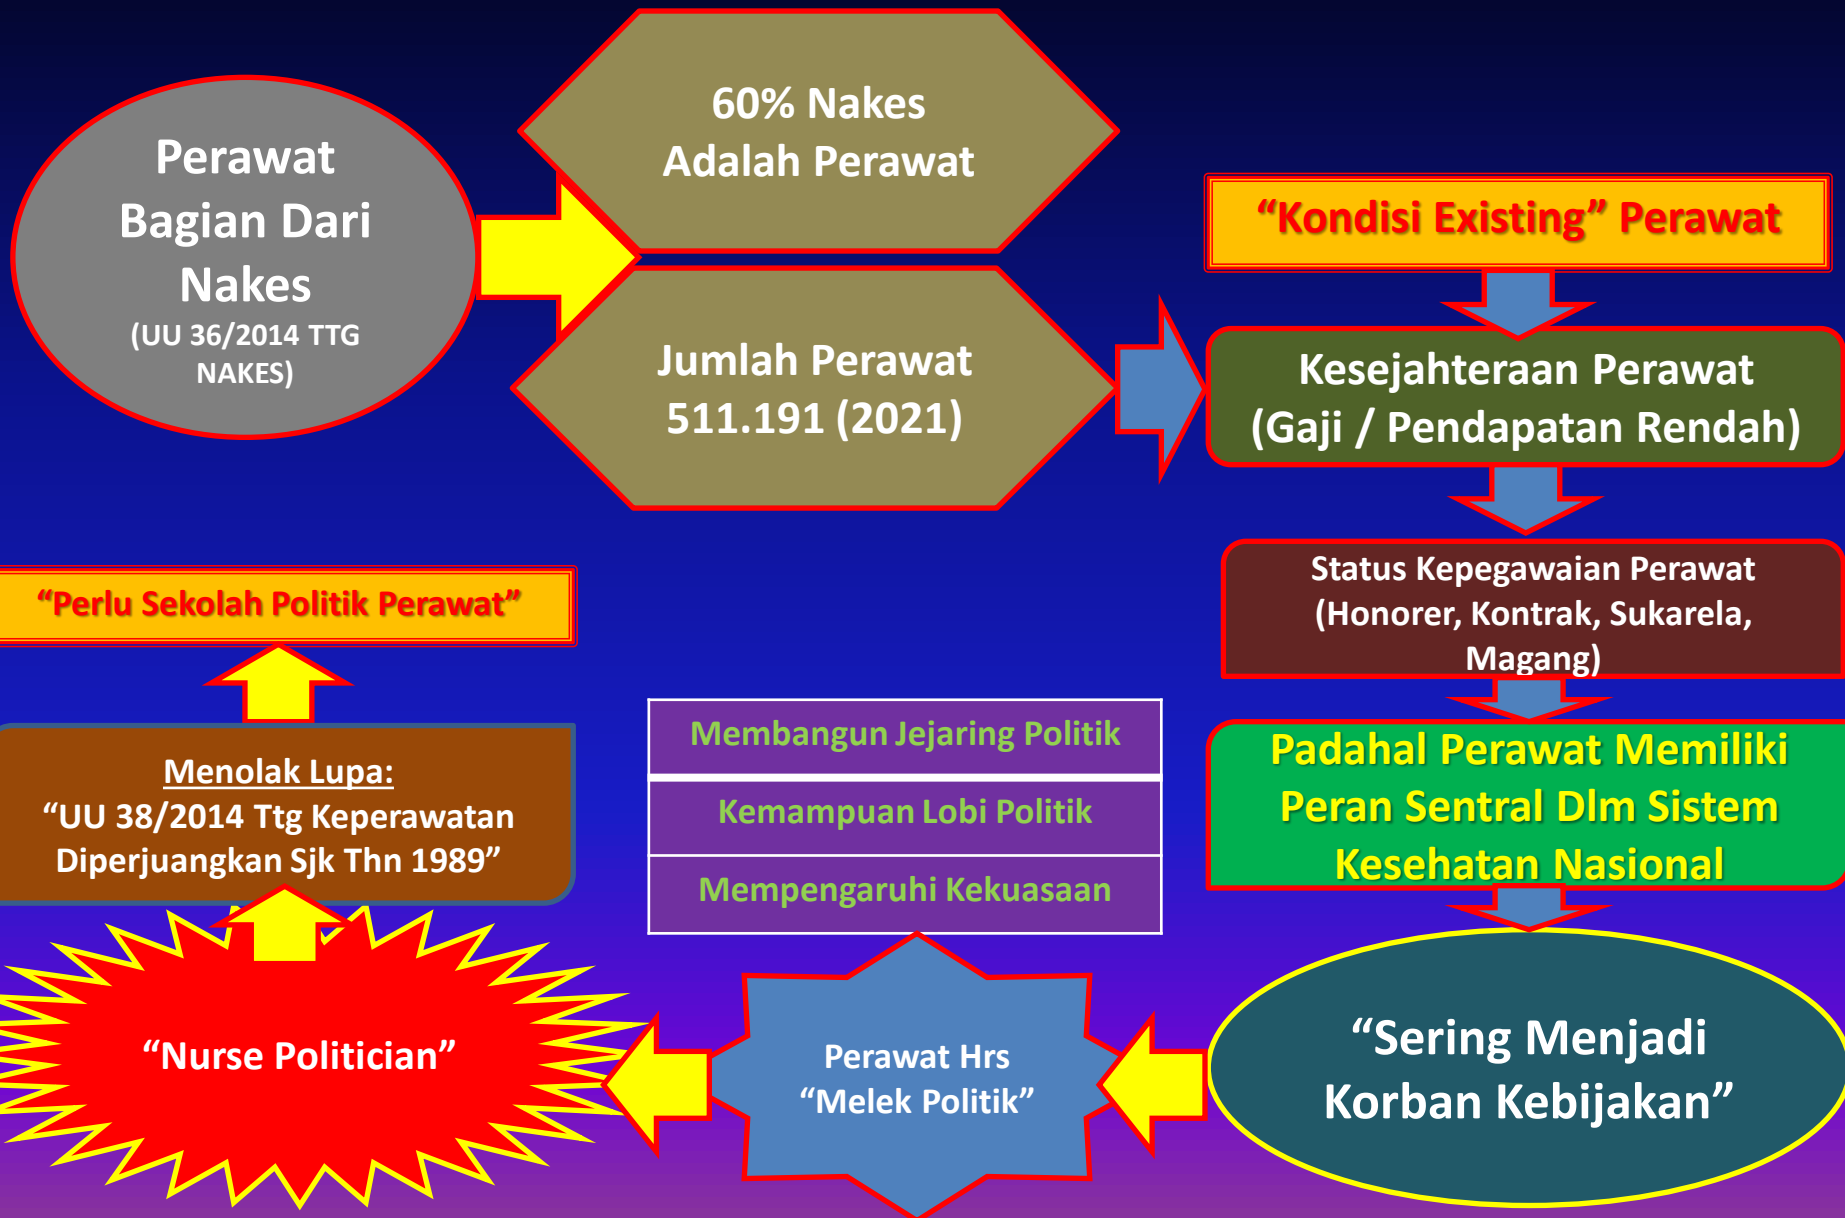 Perawat
Bagian Dari
Nakes
(UU 36/2014 TTG
NAKES)
60% Nakes
Adalah Perawat
Jumlah Perawat
511.191 (2021)
“Kondisi Existing” Perawat
Kesejahteraan Perawat
(Gaji / Pendapatan Rendah)
Status Kepegawaian Perawat
(Honorer, Kontrak, Sukarela,
Magang)
Padahal Perawat Memiliki
Peran Sentral Dlm Sistem
Kesehatan Nasional
“Sering Menjadi
Korban Kebijakan”
Perawat Hrs
“Melek Politik”
Membangun Jejaring Politik
Kemampuan Lobi Politik
Mempengaruhi Kekuasaan
“Nurse Politician”
Menolak Lupa:
“UU 38/2014 Ttg Keperawatan
Diperjuangkan Sjk Thn 1989”
“Perlu Sekolah Politik Perawat”